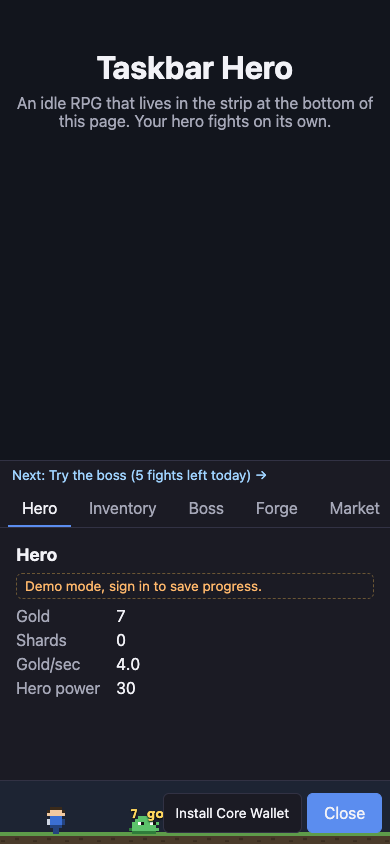 Taskbar Hero
An idle RPG that lives in the strip at the bottom of
this page. Your hero fights on its own.
Next: Try the boss (5 fights left today) →
Hero Inventory Boss Forge Market
Hero
Demo mode, sign in to save progress.
Gold 7
Shards 0
Gold/sec 4.0
Hero power 30
7 go
Install Core Wallet
Close